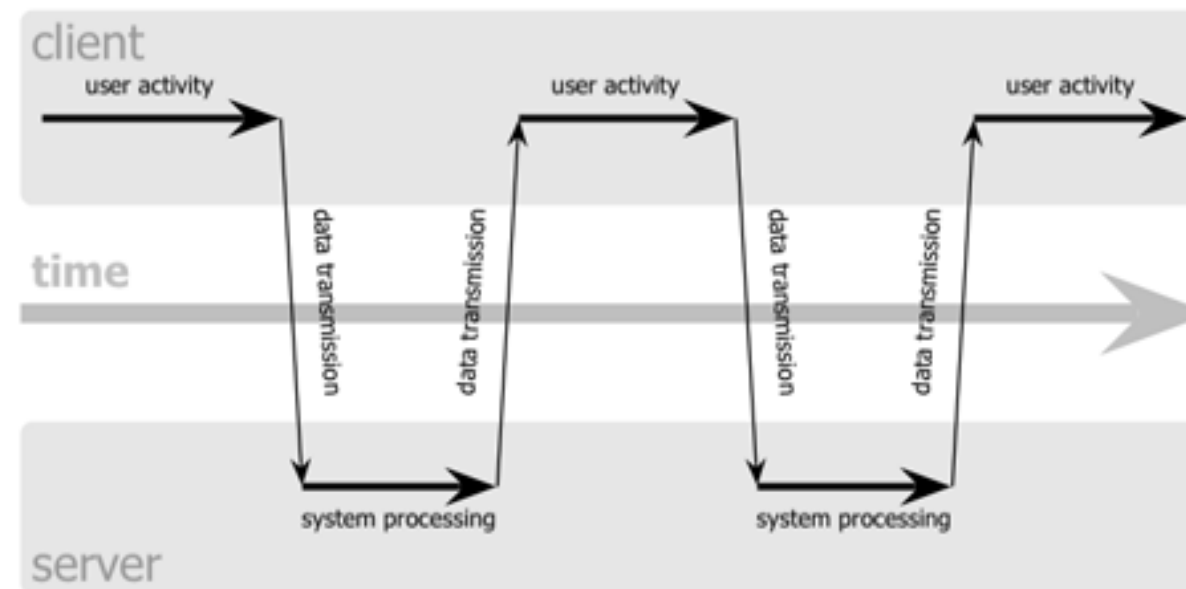 client
user activity
user activity
user activity
data transmission
data transmission
data transmission
data transmission
time
system processing
system processing
server